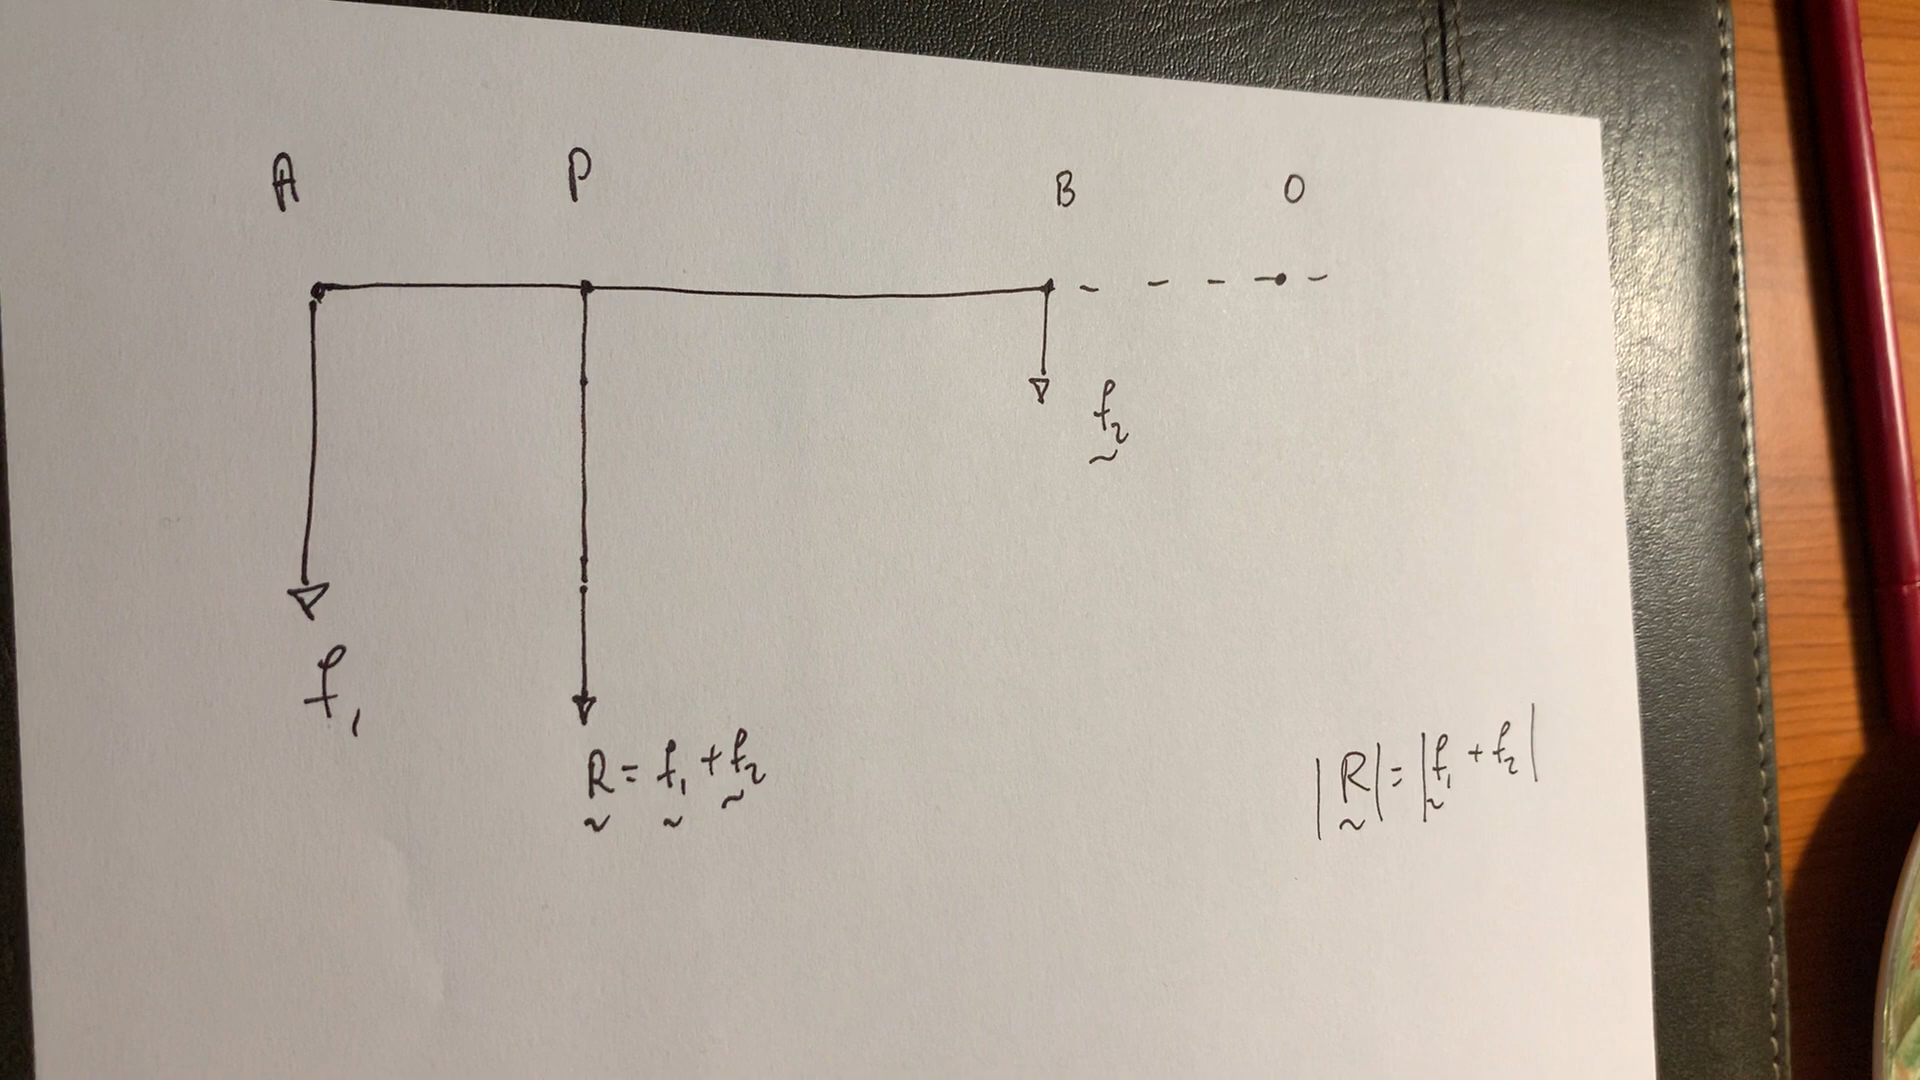 A P B O
f₂
f₁
R = f₁ + f₂
|R| = |f₁ + f₂|